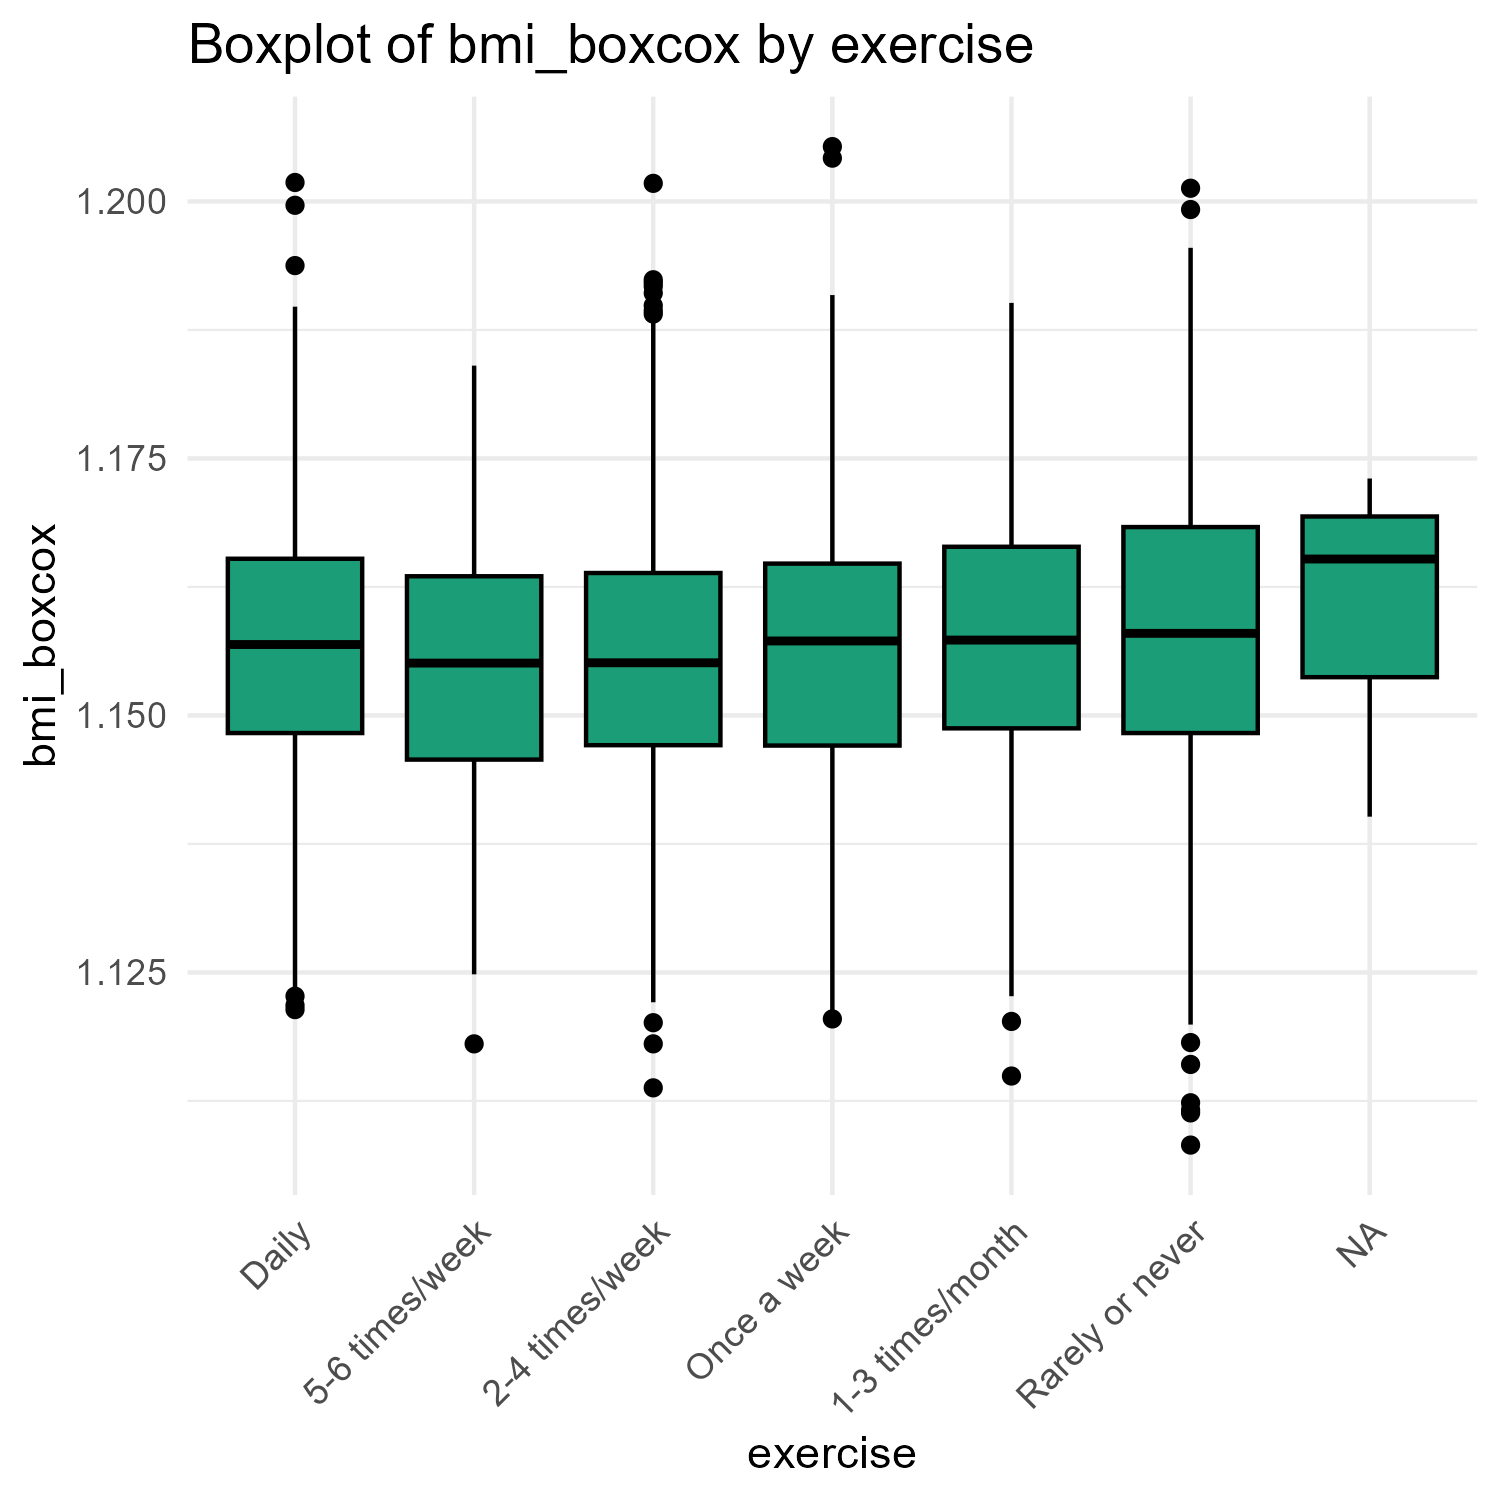 Boxplot of bmi_boxcox by exercise
bmi_boxcox
1.200
1.175
1.150
1.125
Daily
5-6 times/week
2-4 times/week
Once a week
1-3 times/month
Rarely or never
NA
exercise